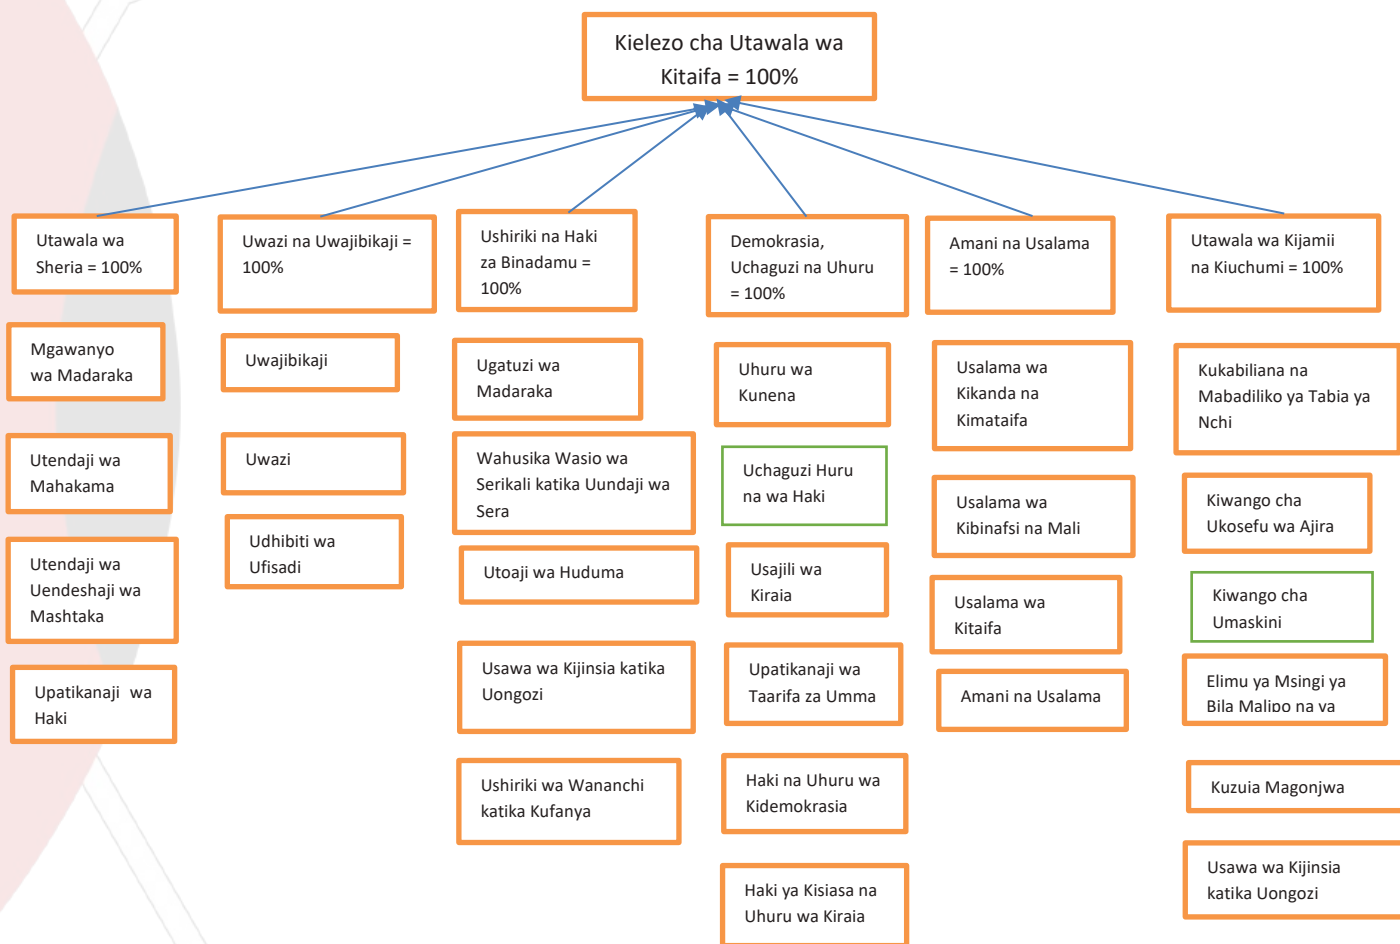 Kielezo cha Utawala wa
Kitaifa = 100%
Utawala wa
Sheria = 100%
Mgawanyo
wa Madaraka
Utendaji wa
Mahakama
Utendaji wa
Uendeshaji wa
Mashtaka
Upatikanaji wa
Haki
Uwazi na Uwajibikaji =
100%
Uwajibikaji
Uwazi
Udhibiti wa
Ufisadi
Ushiriki na Haki
za Binadamu =
100%
Ugatuzi wa
Madaraka
Wahusika Wasio wa
Serikali katika Uundaji wa
Sera
Utoaji wa Huduma
Usawa wa Kijinsia katika
Uongozi
Ushiriki wa Wananchi
katika Kufanya
Demokrasia,
Uchaguzi na Uhuru
= 100%
Uhuru wa
Kunena
Uchaguzi Huru
na wa Haki
Usajili wa
Kiraia
Upatikanaji wa
Taarifa za Umma
Haki na Uhuru wa
Kidemokrasia
Haki ya Kisiasa na
Uhuru wa Kiraia
Amani na Usalama
= 100%
Usalama wa
Kikanda na
Kimataifa
Usalama wa
Kibinafsi na Mali
Usalama wa
Kitaifa
Amani na Usalama
Utawala wa Kijamii
na Kiuchumi = 100%
Kukabiliana na
Mabadiliko ya Tabia ya
Nchi
Kiwango cha
Ukosefu wa Ajira
Kiwango cha
Umaskini
Elimu ya Msingi ya
Bila Malipo na
Kuzuia Magonjwa
Usawa wa Kijinsia
katika Uongozi